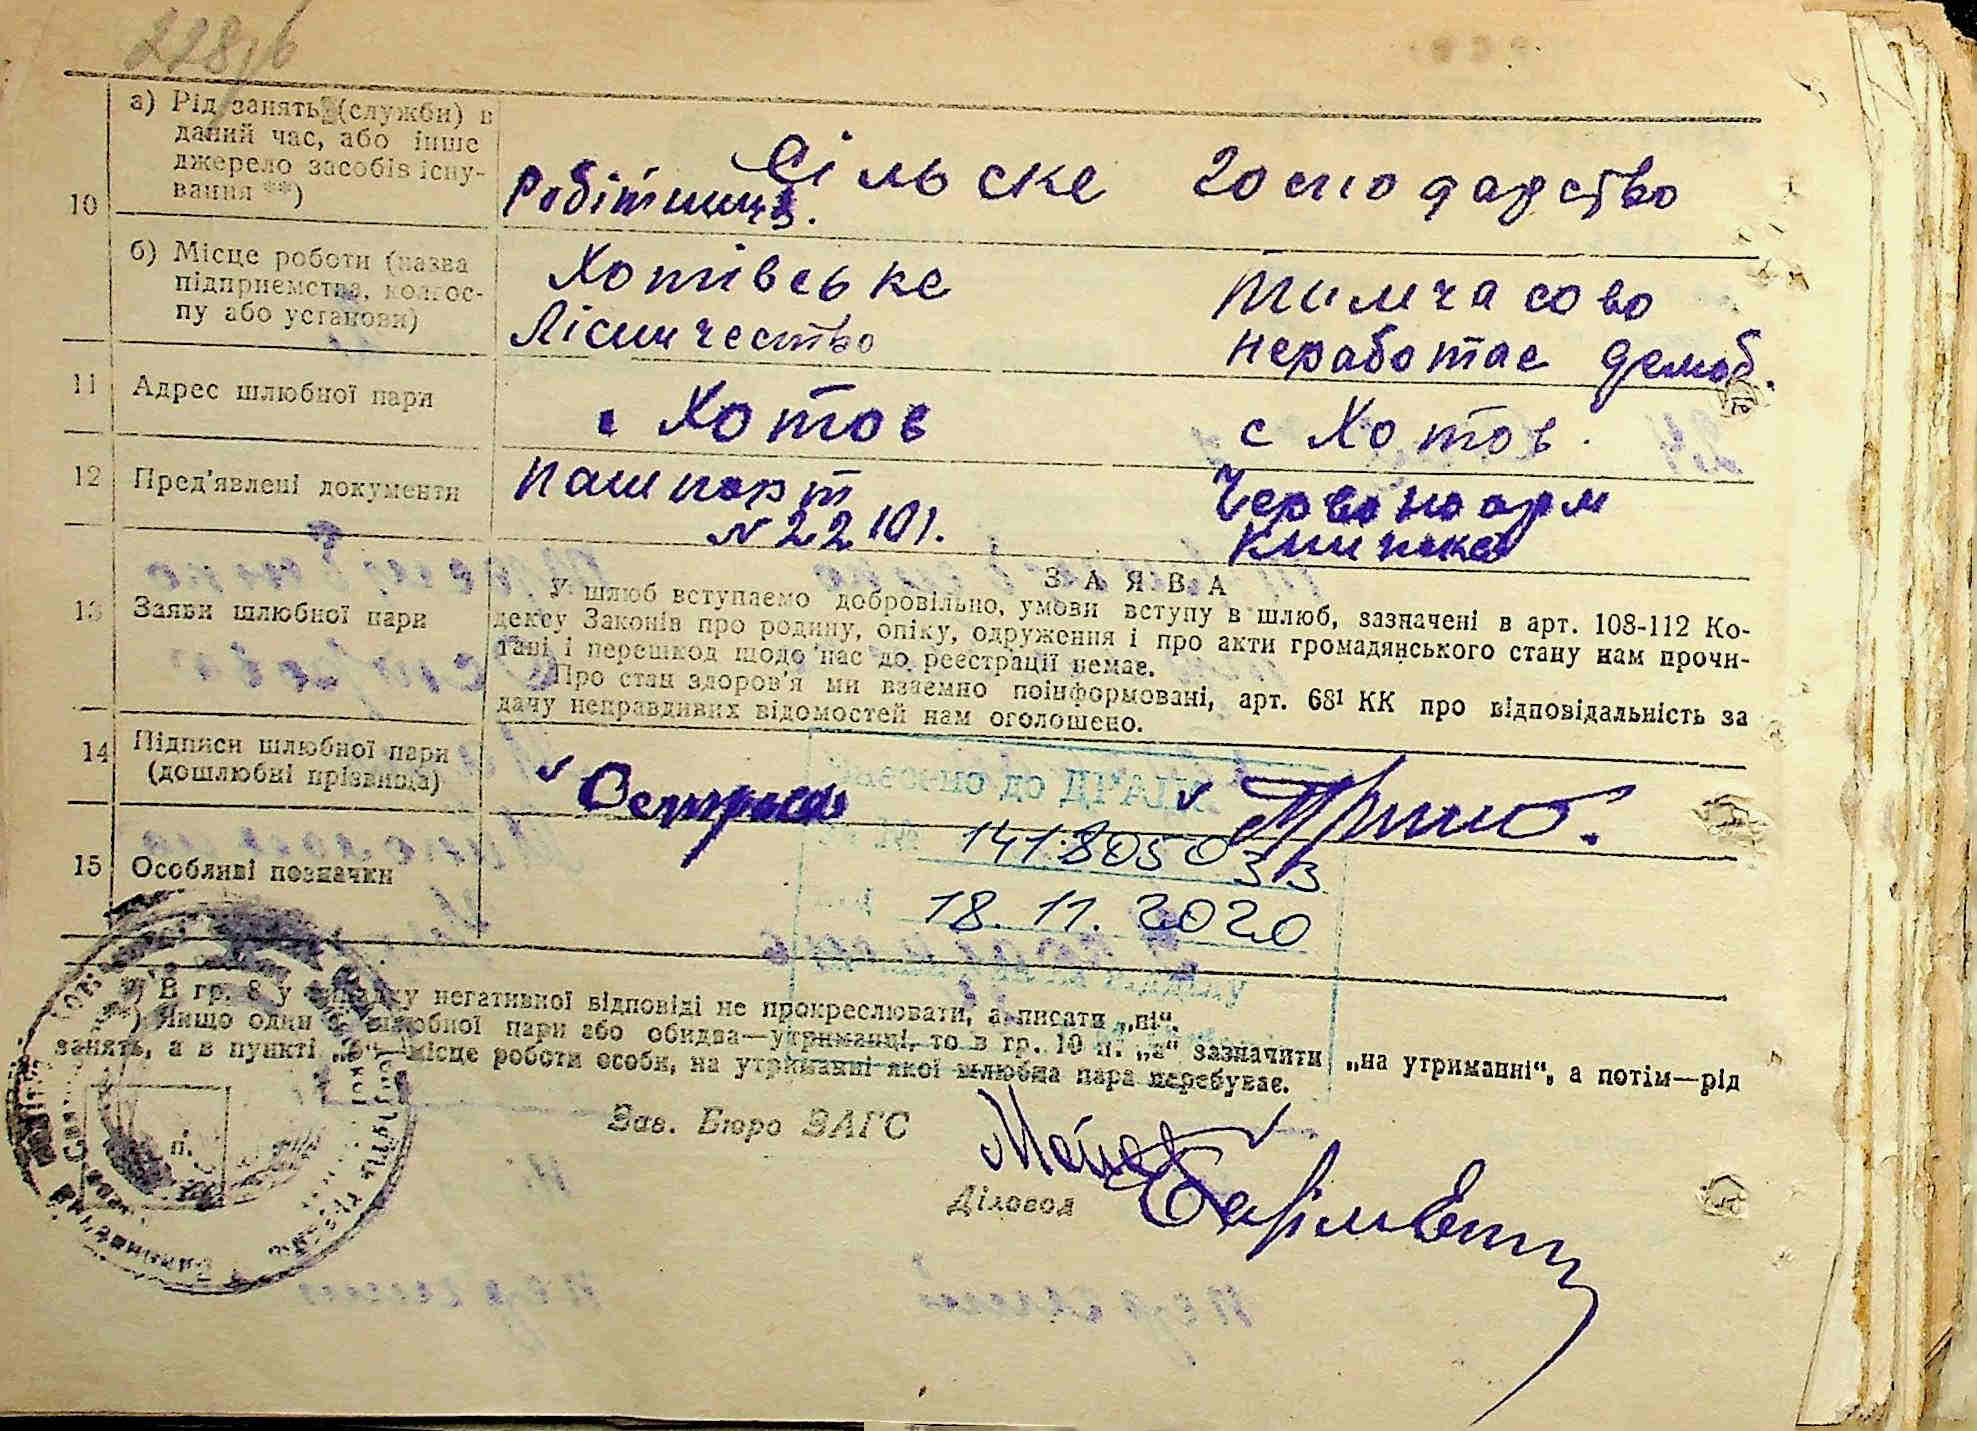 228зв
10
а) Рід занять (служби) в
даний час, або інше
джерело засобів існу-
вання **)
Робітниця. Сільске господарство
б) Місце роботи (назва
підприємства, колгос-
пу або установи)
Хотівське
Лісничество
тимчасово
неработае демоб.
11 Адрес шлюбної пари
с Хотов
с Хотов.
12 Пред'явлені документи
Пашпорт
N 22101.
Червоноарм
Книжка
13 Заяви шлюбної пари
ЗАЯВА
У шлюб вступаємо добровільно, умови вступу в шлюб, зазначені в арт. 108-112 Ко-
дексу Законів про родину, опіку, одруження і про акти громадянського стану нам прочи-
тані і перешкод щодо нас до реєстрації немає.
Про стан здоров'я ми взаємно поінформовані, арт. 68¹ КК про відповідальність за
дачу неправдивих відомостей нам оголошено.
14 Підписи шлюбної пари
(дошлюбні прізвища)
15 Особливі позначки
Внесено до ДРАЦС
№ 14180503з
18.11.2020
*) В гр. 8 у випадку негативної відповіді не прокреслювати, а писати „ні“.
**) Якщо один з шлюбної пари або обидва—утриманці, то в гр. 10 п. „а“ зазначити „на утриманні“, а потім—рід
занять, а в пункті „б“—місце роботи особи, на утриманні якої шлюбна пара перебуває.
Зав. Бюро ЗАГС
Діловод